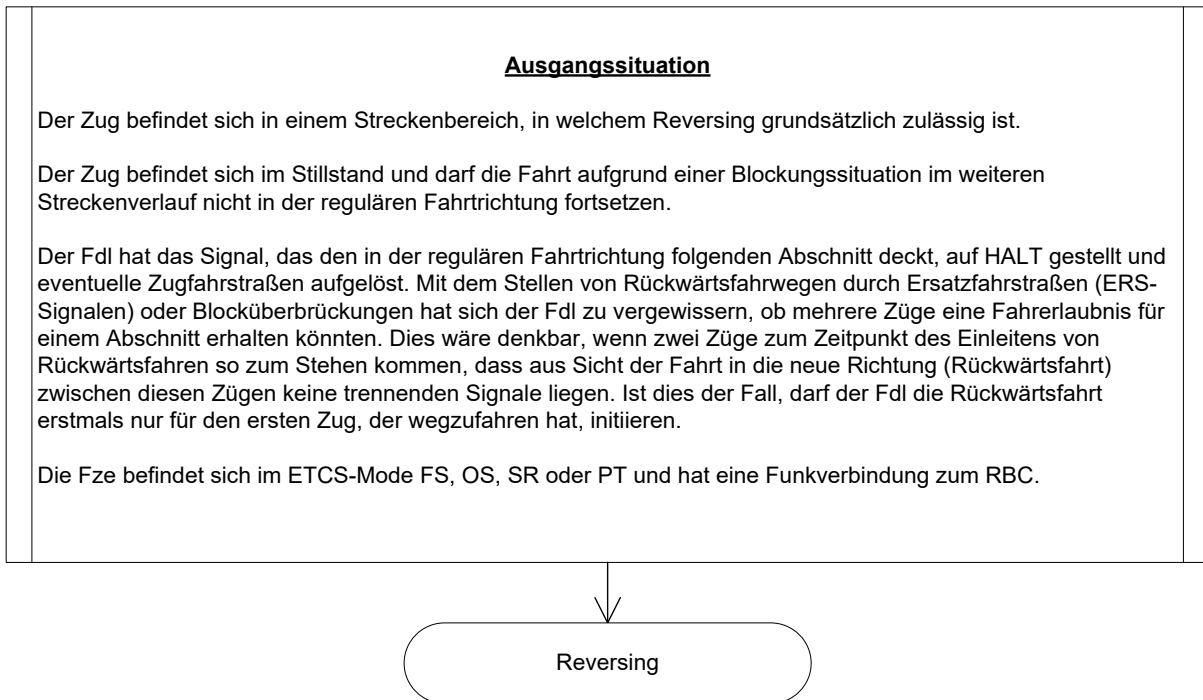 Ausgangssituation
Der Zug befindet sich in einem Streckenbereich, in welchem Reversing grundsätzlich zulässig ist.
Der Zug befindet sich im Stillstand und darf die Fahrt aufgrund einer Blockungssituation im weiteren
Streckenverlauf nicht in der regulären Fahrtrichtung fortsetzen.
Der Fdl hat das Signal, das den in der regulären Fahrtrichtung folgenden Abschnitt deckt, auf HALT gestellt und
eventuelle Zugfahrstraßen aufgelöst. Mit dem Stellen von Rückwärtsfahrwegen durch Ersatzfahrstraßen (ERS-
Signalen) oder Blocküberbrückungen hat sich der Fdl zu vergewissern, ob mehrere Züge eine Fahrerlaubnis für
einem Abschnitt erhalten könnten. Dies wäre denkbar, wenn zwei Züge zum Zeitpunkt des Einleitens von
Rückwärtsfahren so zum Stehen kommen, dass aus Sicht der Fahrt in die neue Richtung (Rückwärtsfahrt)
zwischen diesen Zügen keine trennenden Signale liegen. Ist dies der Fall, darf der Fdl die Rückwärtsfahrt
erstmals nur für den ersten Zug, der wegzufahren hat, initiieren.
Die Fze befindet sich im ETCS-Mode FS, OS, SR oder PT und hat eine Funkverbindung zum RBC.
Reversing